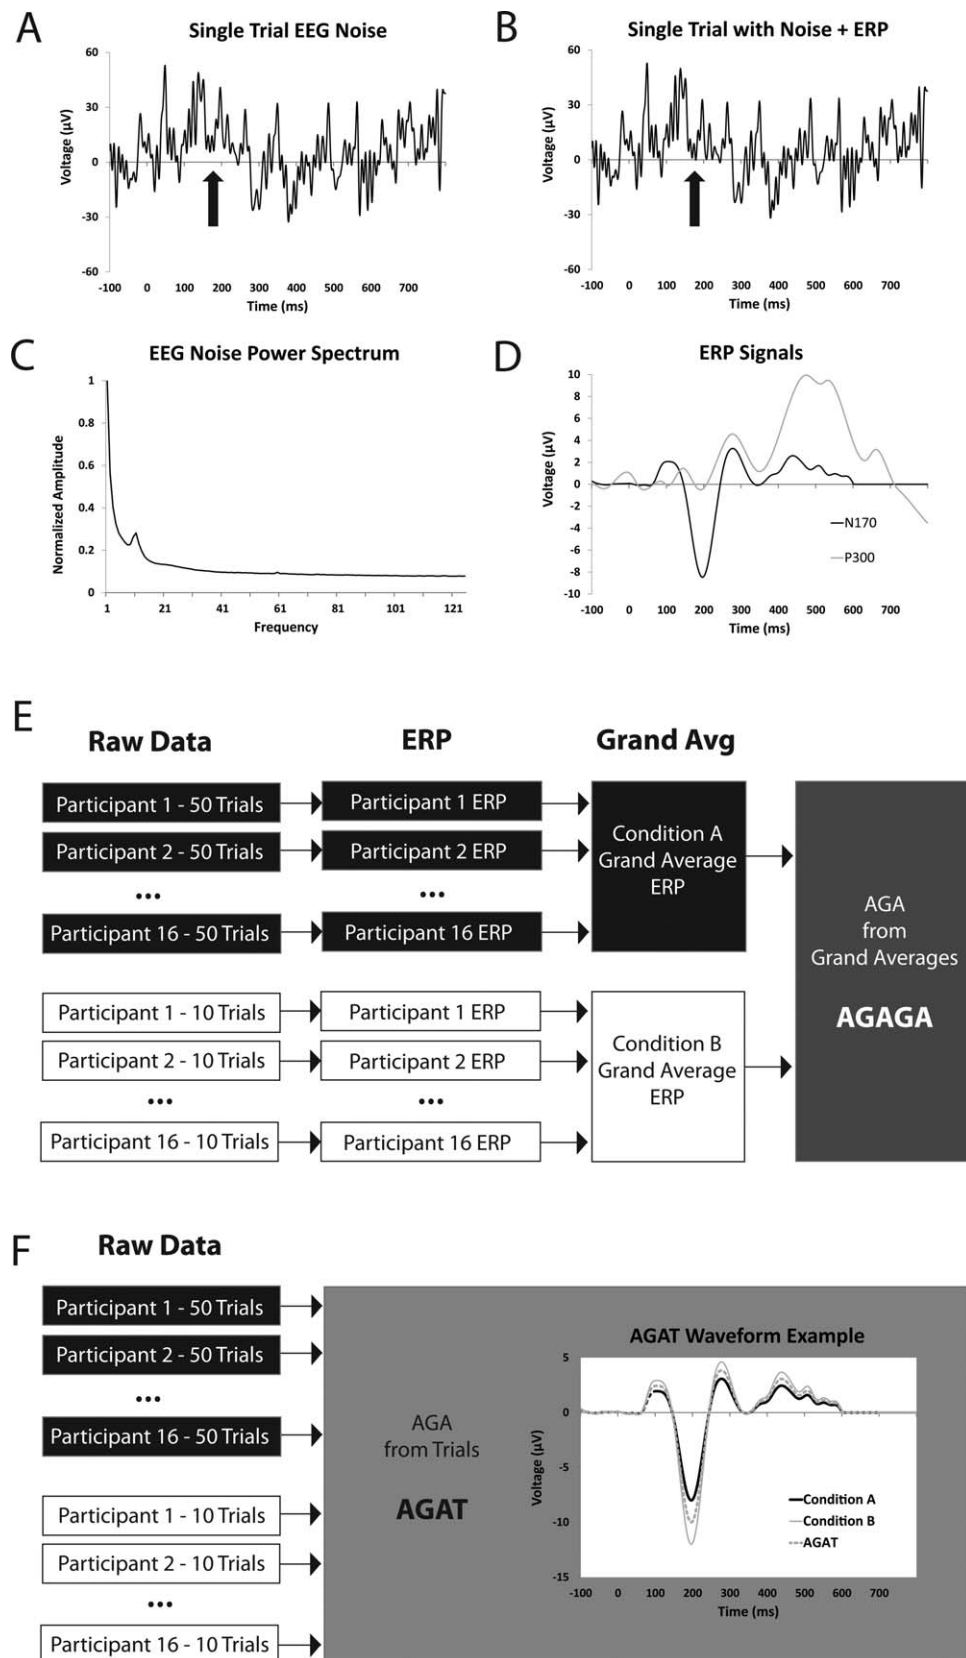 A
Single Trial EEG Noise
60
30
0
-30
-60
Voltage (µV)
-100 0 100 200 300 400 500 600 700
Time (ms)
B
Single Trial with Noise + ERP
60
30
0
-30
-60
Voltage (µV)
-100 0 100 200 300 400 500 600 700
Time (ms)
C
EEG Noise Power Spectrum
1
0.8
0.6
0.4
0.2
0
Normalized Amplitude
1 21 41 61 81 101 121
Frequency
D
ERP Signals
10
8
6
4
2
0
-2
-4
-6
-8
-10
Voltage (µV)
N170
P300
-100 0 100 200 300 400 500 600 700
Time (ms)
E
Raw Data
ERP
Grand Avg
Participant 1 - 50 Trials
Participant 1 ERP
Participant 2 - 50 Trials
Participant 2 ERP
...
...
Participant 16 - 50 Trials
Participant 16 ERP
Condition A
Grand Average
ERP
Participant 1 - 10 Trials
Participant 1 ERP
Participant 2 - 10 Trials
Participant 2 ERP
...
...
Participant 16 - 10 Trials
Participant 16 ERP
Condition B
Grand Average
ERP
AGA
from
Grand Averages
AGAGA
F
Raw Data
Participant 1 - 50 Trials
Participant 2 - 50 Trials
...
Participant 16 - 50 Trials
Participant 1 - 10 Trials
Participant 2 - 10 Trials
...
Participant 16 - 10 Trials
AGA
from Trials
AGAT
AGAT Waveform Example
5
0
-5
-10
-15
Voltage (µV)
Condition A
Condition B
AGAT
-100 0 100 200 300 400 500 600 700
Time (ms)